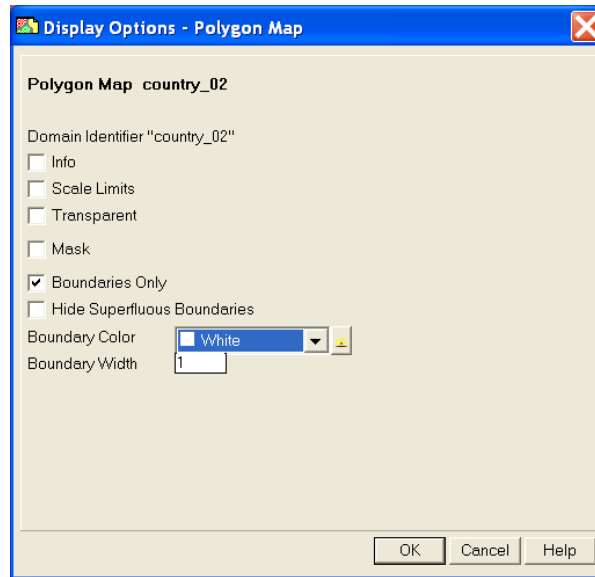 Display Options - Polygon Map
Polygon Map country_02
Domain Identifier "country_02"
Info
Scale Limits
Transparent
Mask
Boundaries Only
Hide Superfluous Boundaries
Boundary Color White
Boundary Width 1
OK Cancel Help